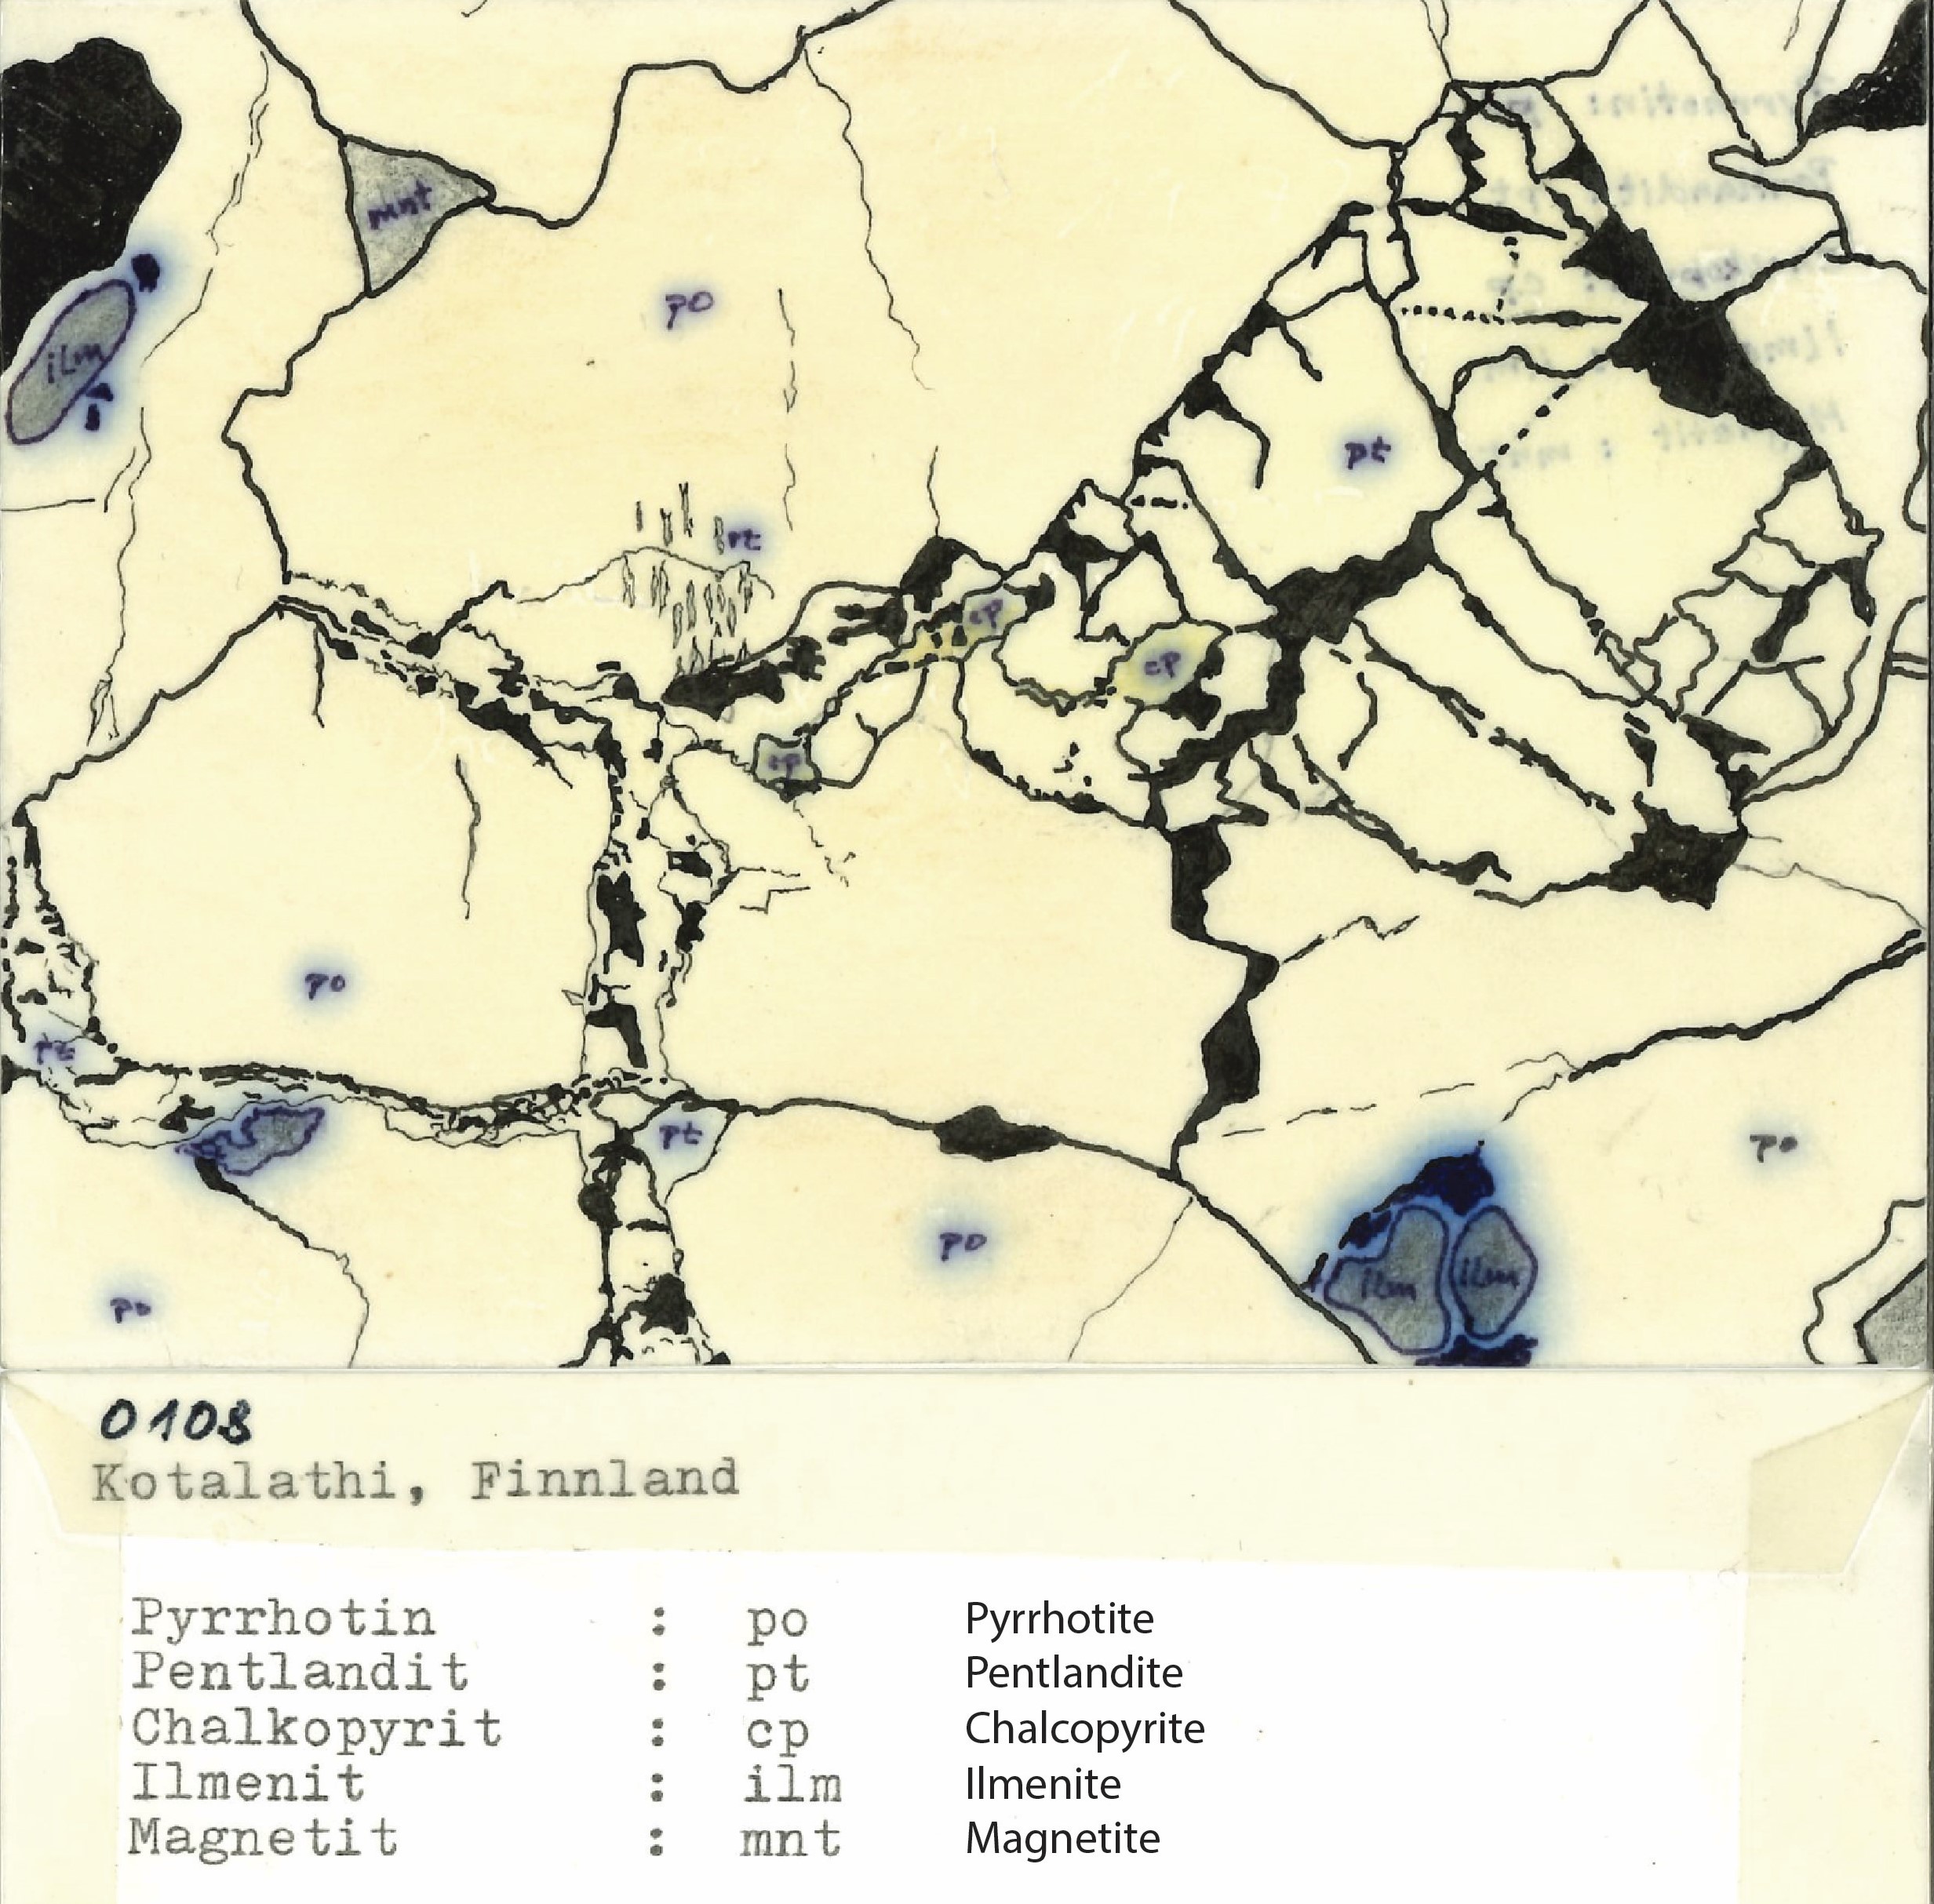 mnt
po
ilm
pt
pt
cp
cp
cp
po
pt
pt
po
po
po
ilm ilm
0108
Kotalathi, Finnland
Pyrrhotin : po Pyrrhotite
Pentlandit : pt Pentlandite
Chalkopyrit : cp Chalcopyrite
Ilmenit : ilm Ilmenite
Magnetit : mnt Magnetite